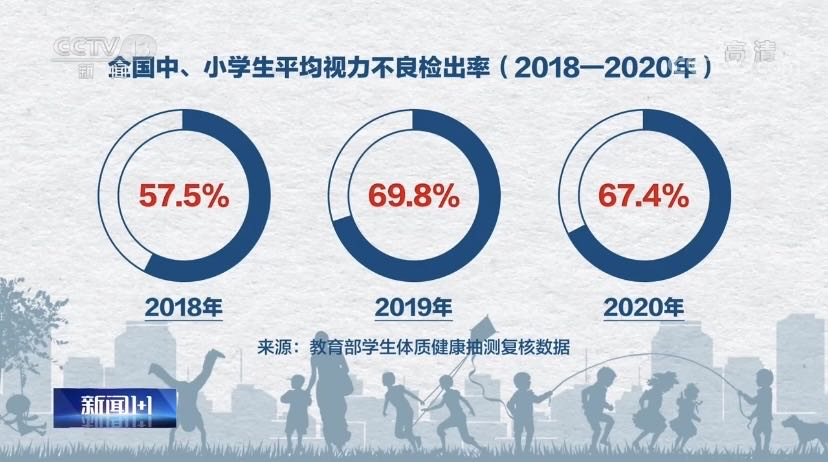 CCTV 13
新闻
高清
全国中、小学生平均视力不良检出率（2018—2020年）
57.5%
69.8%
67.4%
2018年
2019年
2020年
来源：教育部学生体质健康抽测复核数据
新闻1+1